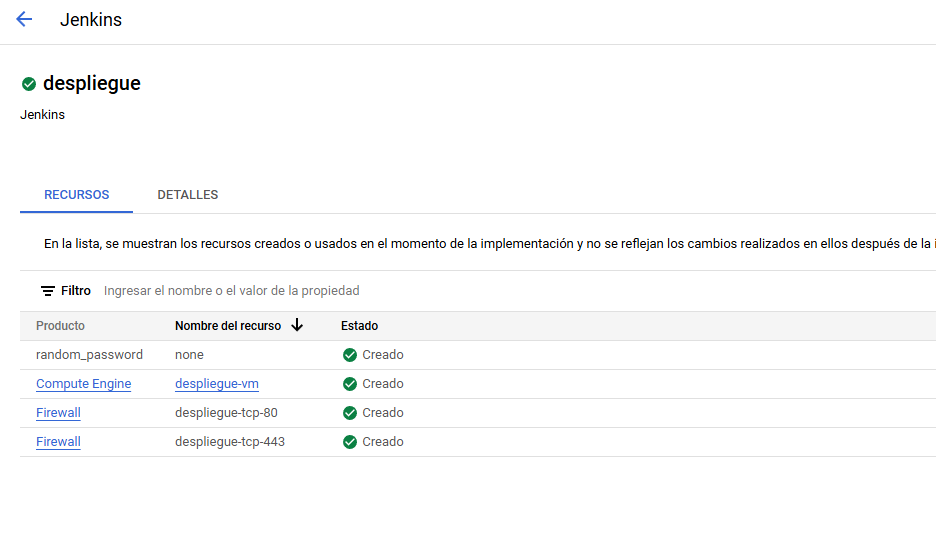 Jenkins
despliegue
Jenkins
RECURSOS DETALLES
En la lista, se muestran los recursos creados o usados en el momento de la implementación y no se reflejan los cambios realizados en ellos después de la
Filtro Ingresar el nombre o el valor de la propiedad
Producto Nombre del recurso Estado
random_password none Creado
Compute Engine despliegue-vm Creado
Firewall despliegue-tcp-80 Creado
Firewall despliegue-tcp-443 Creado